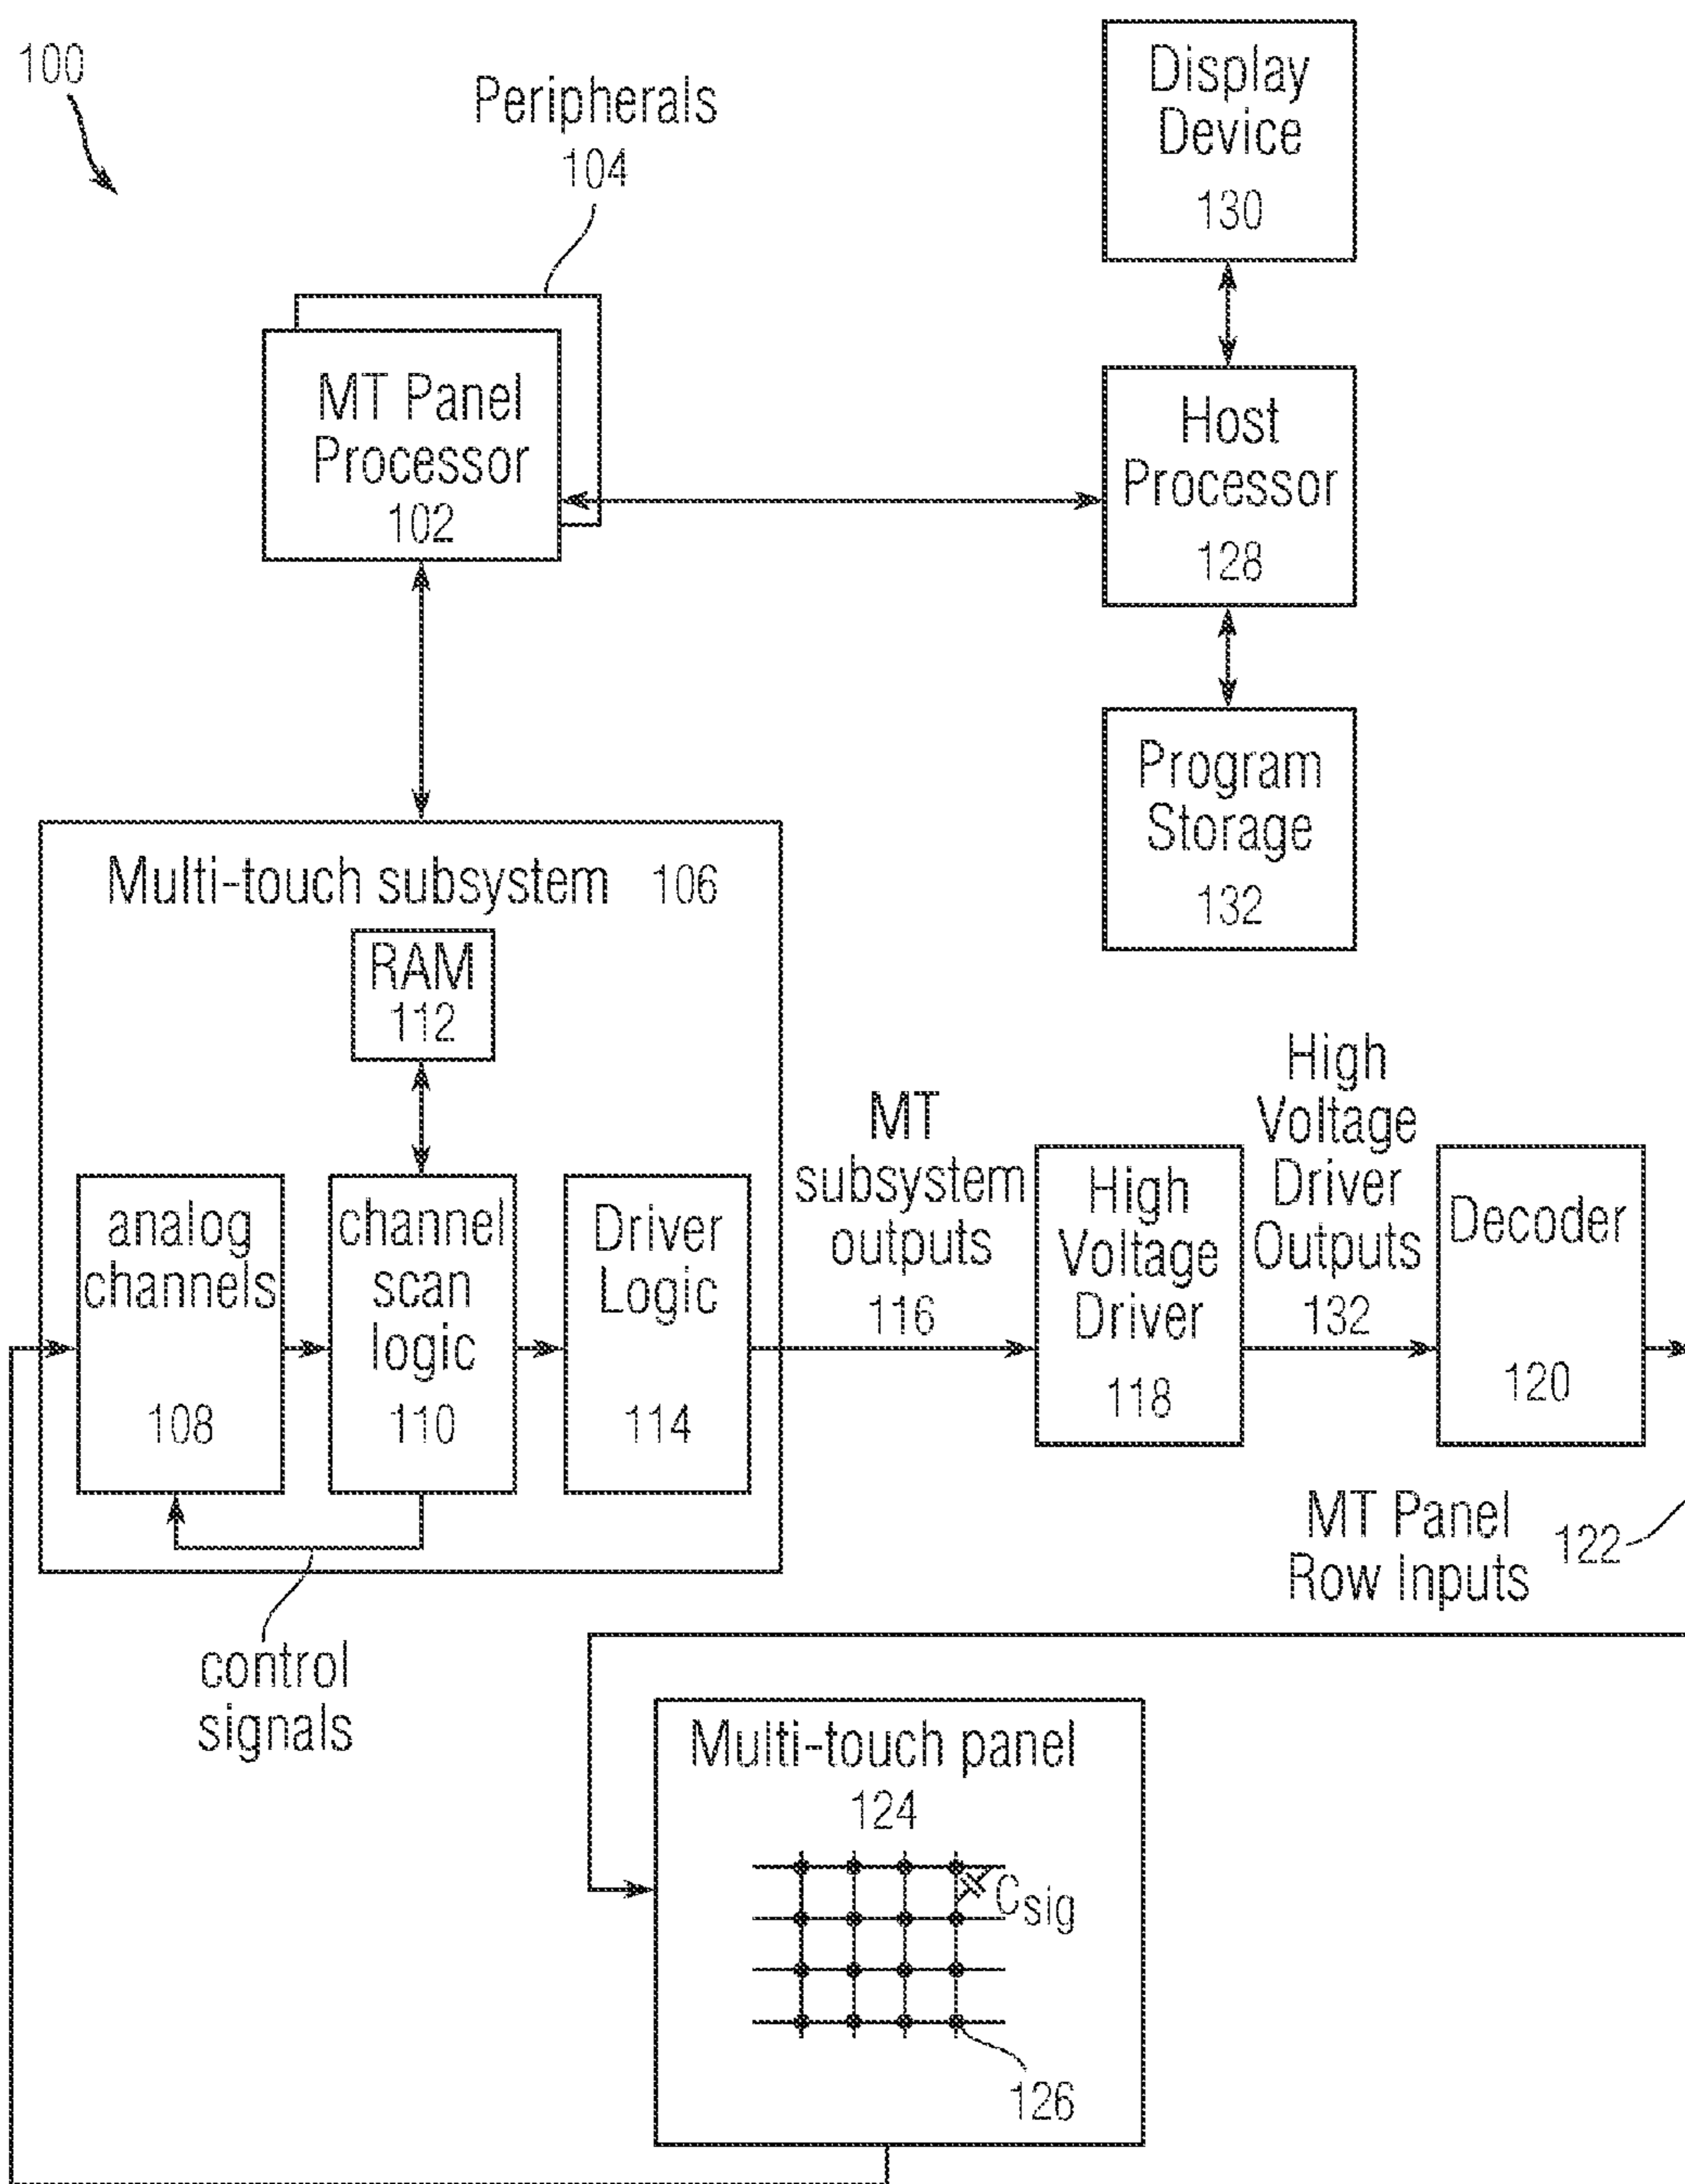 100
Peripherals
104
Display
Device
130
MT Panel
Processor
102
Host
Processor
128
Program
Storage
132
Multi-touch subsystem 106
RAM
112
analog
channels
108
channel
scan
logic
110
Driver
Logic
114
MT
subsystem
outputs
116
High
Voltage
Driver
118
High
Voltage
Driver
Outputs
132
Decoder
120
MT Panel
Row Inputs
122
control
signals
Multi-touch panel
124
Csig
126